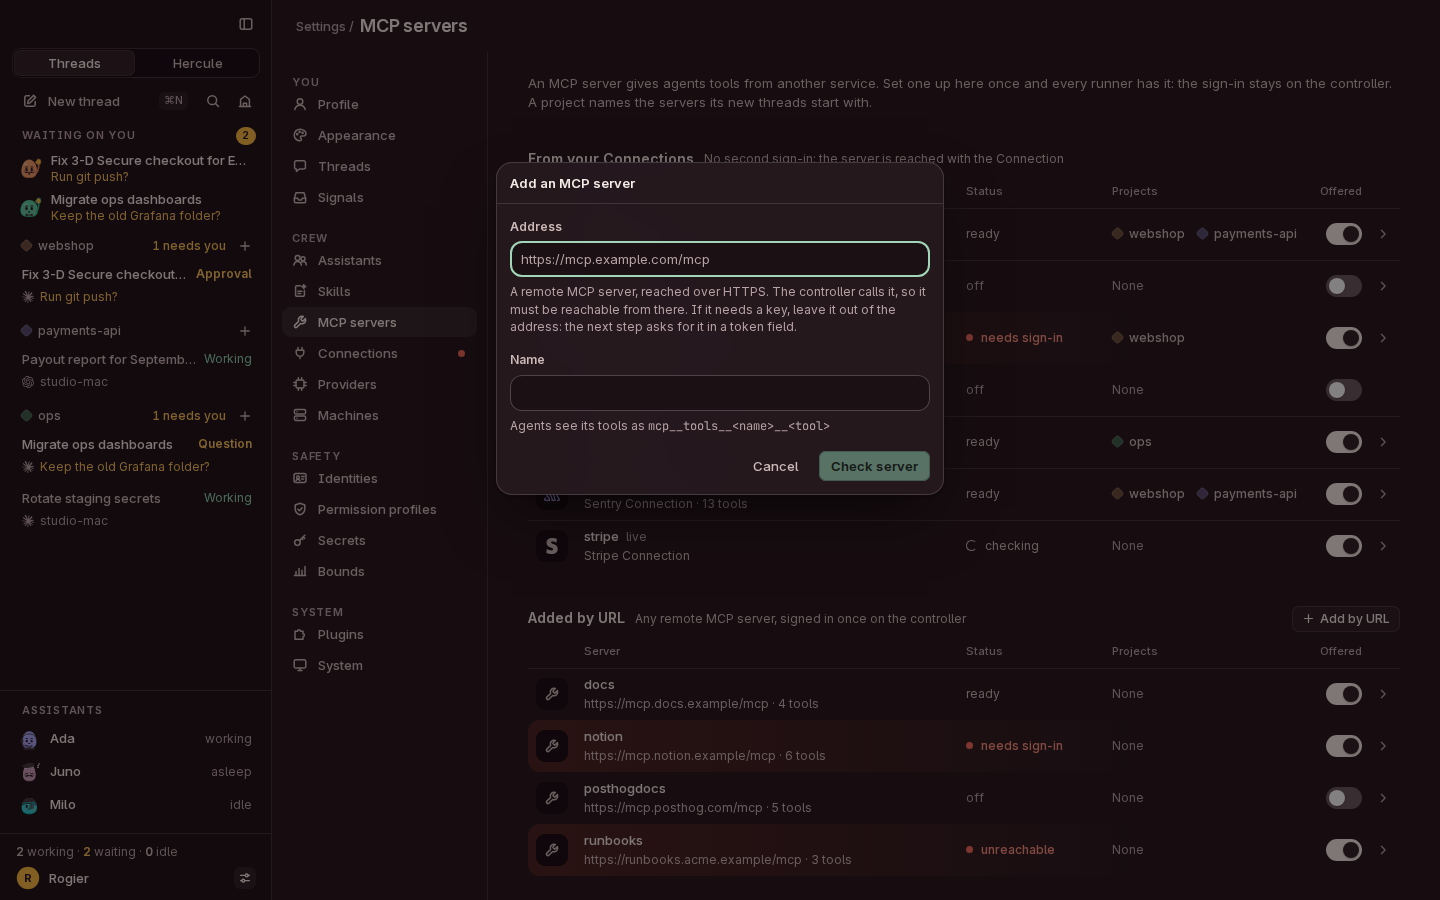 Settings / MCP servers
Threads
Hercule
New thread
⌘N
WAITING ON YOU
2
Fix 3-D Secure checkout for E...
Run git push?
Migrate ops dashboards
Keep the old Grafana folder?
webshop
1 needs you
Fix 3-D Secure checkout...
Approval
Run git push?
payments-api
Payout report for Septemb...
Working
studio-mac
ops
1 needs you
Migrate ops dashboards
Question
Keep the old Grafana folder?
Rotate staging secrets
Working
studio-mac
ASSISTANTS
Ada
working
Juno
asleep
Milo
idle
2 working · 2 waiting · 0 idle
R
Rogier
YOU
Profile
Appearance
Threads
Signals
CREW
Assistants
Skills
MCP servers
Connections
Providers
Machines
SAFETY
Identities
Permission profiles
Secrets
Bounds
SYSTEM
Plugins
System
An MCP server gives agents tools from another service. Set one up here once and every runner has it: the sign-in stays on the controller.
A project names the servers its new threads start with.
From your Connections
No second sign-in: the server is reached with the Connection
Status
Projects
Offered
ready
webshop
payments-api
off
None
needs sign-in
webshop
off
None
ready
ops
Sentry Connection · 13 tools
ready
webshop
payments-api
stripe live
Stripe Connection
checking
None
Add an MCP server
Address
https://mcp.example.com/mcp
A remote MCP server, reached over HTTPS. The controller calls it, so it
must be reachable from there. If it needs a key, leave it out of the
address: the next step asks for it in a token field.
Name
Agents see its tools as mcp__tools__<name>__<tool>
Cancel
Check server
Added by URL
Any remote MCP server, signed in once on the controller
Add by URL
Server
Status
Projects
Offered
docs
https://mcp.docs.example/mcp · 4 tools
ready
None
notion
https://mcp.notion.example/mcp · 6 tools
needs sign-in
None
posthogdocs
https://mcp.posthog.com/mcp · 5 tools
off
None
runbooks
https://runbooks.acme.example/mcp · 3 tools
unreachable
None